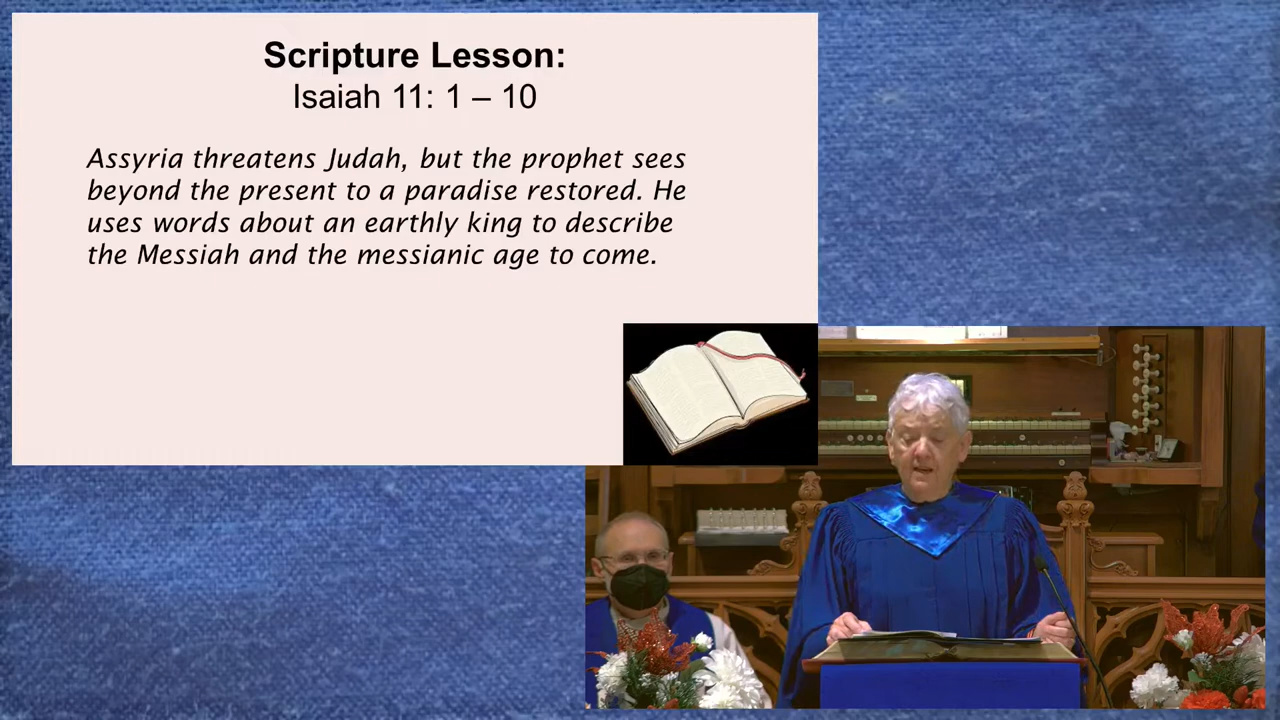 Scripture Lesson:
Isaiah 11: 1 – 10
Assyria threatens Judah, but the prophet sees
beyond the present to a paradise restored. He
uses words about an earthly king to describe
the Messiah and the messianic age to come.